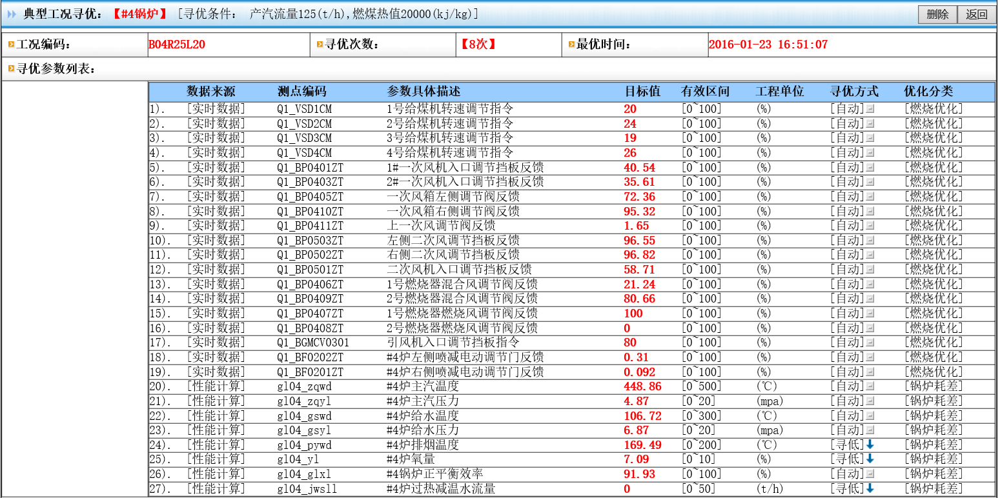 典型工况寻优：【#4锅炉】[寻优条件： 产汽流量125(t/h),燃煤热值20000(kj/kg)] 删除 返回
工况编码： B04R25L20 寻优次数： 【8次】 最优时间： 2016-01-23 16:51:07
寻优参数列表：
数据来源 测点编码 参数具体描述 目标值 有效区间 工程单位 寻优方式 优化分类
1). [实时数据] Q1_VSD1CM 1号给煤机转速调节指令 20 [0~100] (%) [自动] [燃烧优化]
2). [实时数据] Q1_VSD2CM 2号给煤机转速调节指令 24 [0~100] (%) [自动] [燃烧优化]
3). [实时数据] Q1_VSD3CM 3号给煤机转速调节指令 19 [0~100] (%) [自动] [燃烧优化]
4). [实时数据] Q1_VSD4CM 4号给煤机转速调节指令 26 [0~100] (%) [自动] [燃烧优化]
5). [实时数据] Q1_BP0401ZT 1#一次风机入口调节挡板反馈 40.54 [0~100] (%) [自动] [燃烧优化]
6). [实时数据] Q1_BP0403ZT 2#一次风机入口调节挡板反馈 35.61 [0~100] (%) [自动] [燃烧优化]
7). [实时数据] Q1_BP0405ZT 一次风箱左侧调节阀反馈 72.36 [0~100] (%) [自动] [燃烧优化]
8). [实时数据] Q1_BP0410ZT 一次风箱右侧调节阀反馈 95.32 [0~100] (%) [自动] [燃烧优化]
9). [实时数据] Q1_BP0411ZT 上一次风调节阀反馈 1.65 [0~100] (%) [自动] [燃烧优化]
10). [实时数据] Q1_BP0503ZT 左侧二次风调节挡板反馈 96.55 [0~100] (%) [自动] [燃烧优化]
11). [实时数据] Q1_BP0502ZT 右侧二次风调节挡板反馈 96.82 [0~100] (%) [自动] [燃烧优化]
12). [实时数据] Q1_BP0501ZT 二次风机入口调节挡板反馈 58.71 [0~100] (%) [自动] [燃烧优化]
13). [实时数据] Q1_BP0406ZT 1号燃烧器混合风调节阀反馈 21.24 [0~100] (%) [自动] [燃烧优化]
14). [实时数据] Q1_BP0409ZT 2号燃烧器混合风调节阀反馈 80.66 [0~100] (%) [自动] [燃烧优化]
15). [实时数据] Q1_BP0407ZT 1号燃烧器燃烧风调节阀反馈 100 [0~100] (%) [自动] [燃烧优化]
16). [实时数据] Q1_BP0408ZT 2号燃烧器燃烧风调节阀反馈 0 [0~100] (%) [自动] [燃烧优化]
17). [实时数据] Q1_BGMCV0301 引风机入口调节挡板指令 80 [0~100] (%) [自动] [燃烧优化]
18). [实时数据] Q1_BF0202ZT #4炉左侧喷减电动调节门反馈 0.31 [0~100] (%) [自动] [燃烧优化]
19). [实时数据] Q1_BF0201ZT #4炉右侧喷减电动调节门反馈 0.092 [0~100] (%) [自动] [燃烧优化]
20). [性能计算] gl04_zqwd #4炉主汽温度 448.86 [0~500] (℃) [自动] [锅炉耗差]
21). [性能计算] gl04_zqyl #4炉主汽压力 4.87 [0~20] (mpa) [自动] [锅炉耗差]
22). [性能计算] gl04_gswd #4炉给水温度 106.72 [0~300] (℃) [自动] [锅炉耗差]
23). [性能计算] gl04_gsyl #4炉给水压力 6.87 [0~20] (mpa) [自动] [锅炉耗差]
24). [性能计算] gl04_pywd #4炉排烟温度 169.49 [0~200] (℃) [寻低] [锅炉耗差]
25). [性能计算] gl04_yl #4炉氧量 7.09 [0~10] (%) [寻低] [锅炉耗差]
26). [性能计算] gl04_glxl #4锅炉正平衡效率 91.93 [0~100] (%) [自动] [锅炉耗差]
27). [性能计算] gl04_jwsll #4炉过热减温水流量 0 [0~50] (t/h) [寻低] [锅炉耗差]